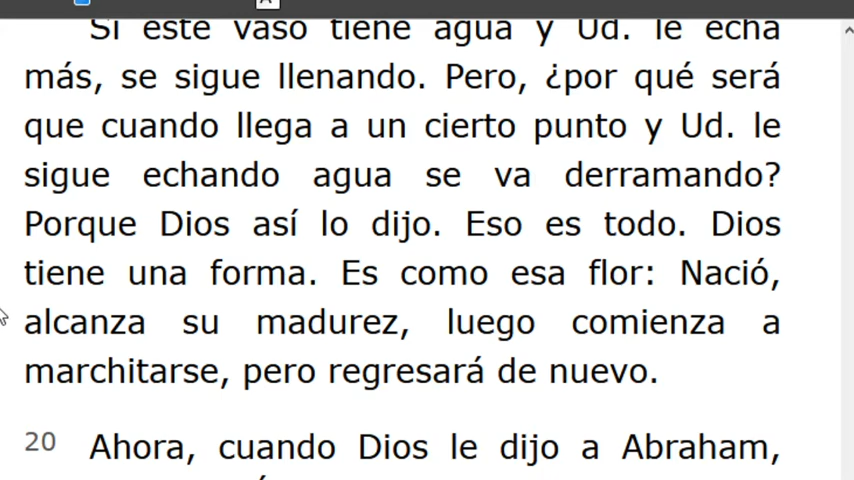 Si este vaso tiene agua y Ud. le echa
más, se sigue llenando. Pero, ¿por qué será
que cuando llega a un cierto punto y Ud. le
sigue echando agua se va derramando?
Porque Dios así lo dijo. Eso es todo. Dios
tiene una forma. Es como esa flor: Nació,
alcanza su madurez, luego comienza a
marchitarse, pero regresará de nuevo.
20 Ahora, cuando Dios le dijo a Abraham,